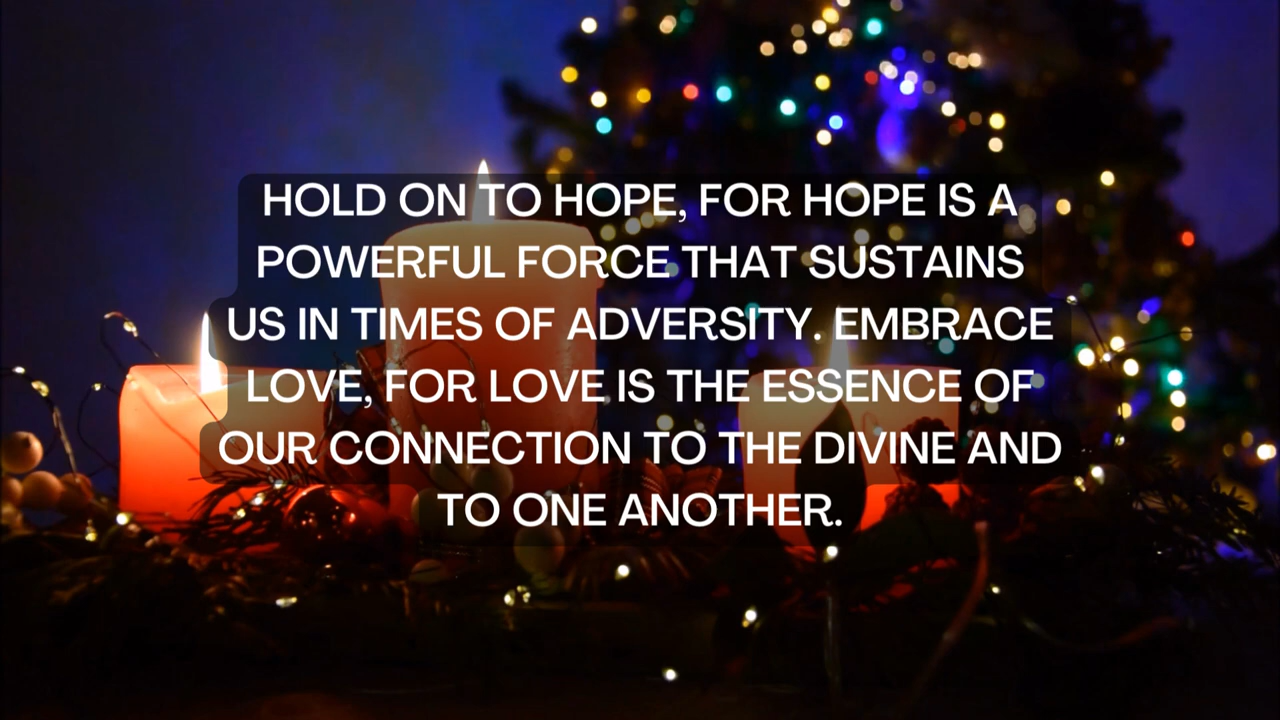 HOLD ON TO HOPE, FOR HOPE IS A
POWERFUL FORCE THAT SUSTAINS
US IN TIMES OF ADVERSITY. EMBRACE
LOVE, FOR LOVE IS THE ESSENCE OF
OUR CONNECTION TO THE DIVINE AND
TO ONE ANOTHER.